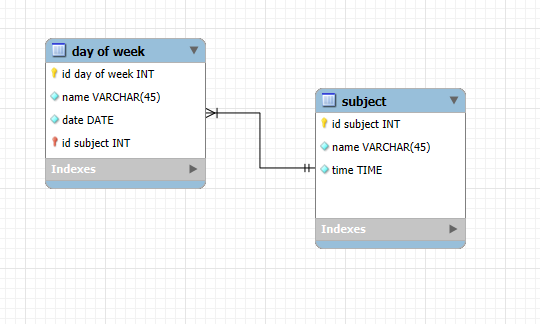 day of week
id day of week INT
name VARCHAR(45)
date DATE
id subject INT
Indexes
subject
id subject INT
name VARCHAR(45)
time TIME
Indexes